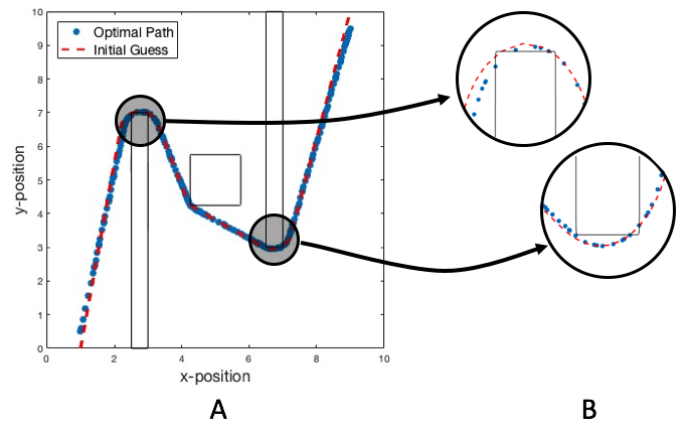 10
Optimal Path
9
Initial Guess
8
7
6
5
4
3
2
1
0
y-position
0 2 4 6 8 10
x-position
A B